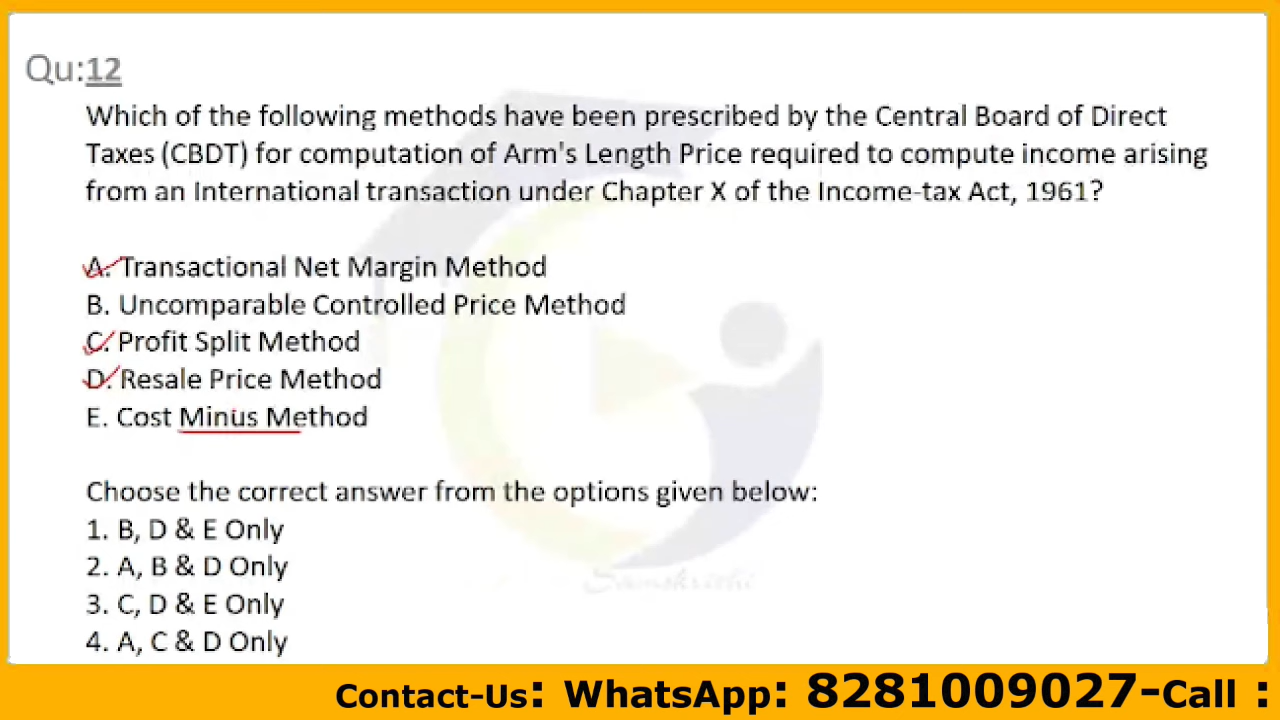 Qu:12
Which of the following methods have been prescribed by the Central Board of Direct
Taxes (CBDT) for computation of Arm's Length Price required to compute income arising
from an International transaction under Chapter X of the Income-tax Act, 1961?
A. Transactional Net Margin Method
B. Uncomparable Controlled Price Method
C. Profit Split Method
D. Resale Price Method
E. Cost Minus Method
Choose the correct answer from the options given below:
1. B, D & E Only
2. A, B & D Only
3. C, D & E Only
4. A, C & D Only
Samskrithi
Contact-Us: WhatsApp: 8281009027-Call :